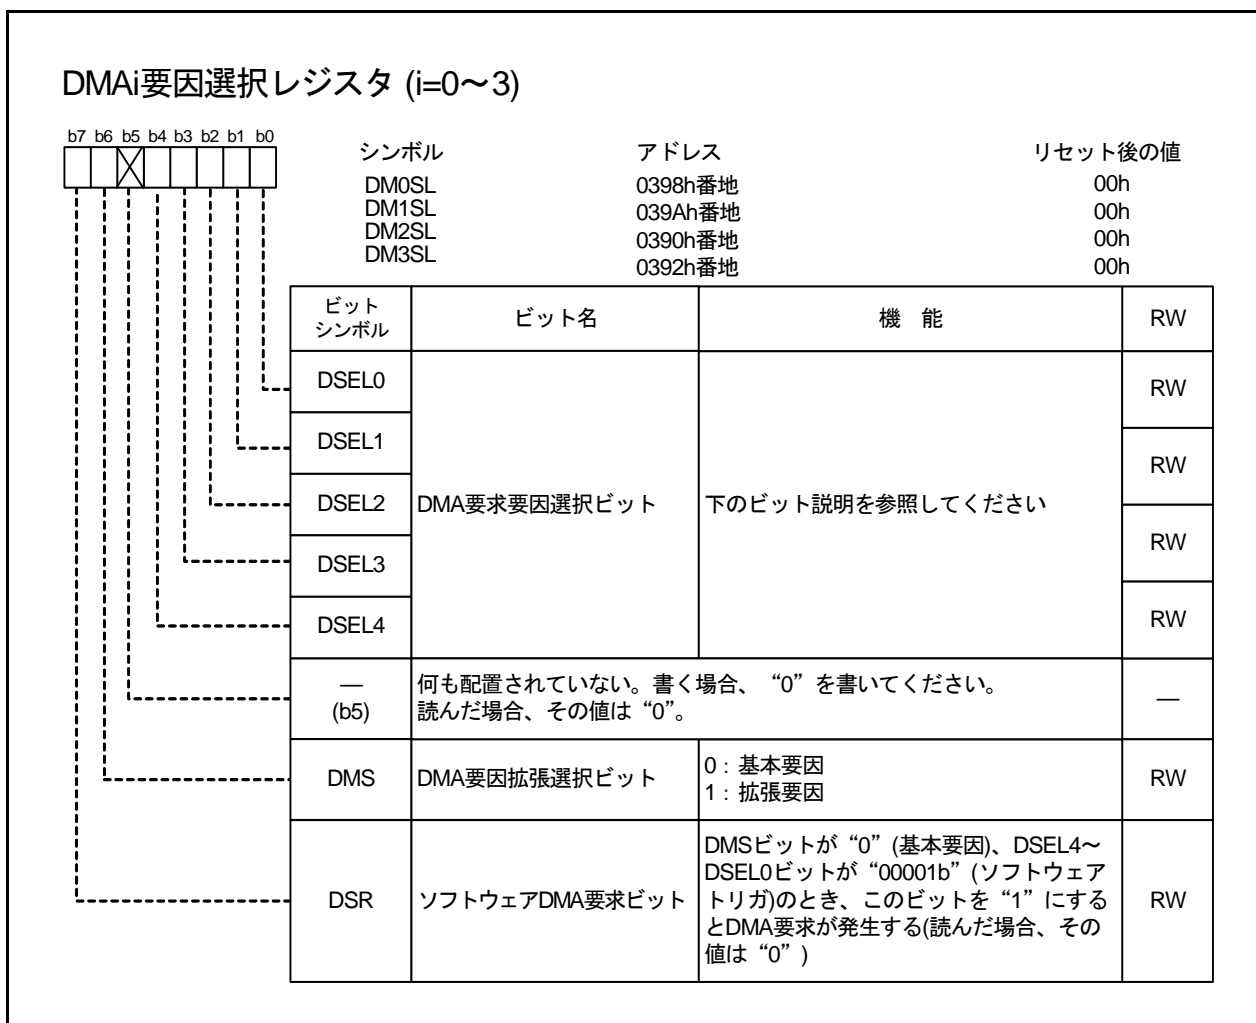 DMAi要因選択レジスタ (i=0～3)
b7 b6 b5 b4 b3 b2 b1 b0
シンボル アドレス リセット後の値
DM0SL 0398h番地 00h
DM1SL 039Ah番地 00h
DM2SL 0390h番地 00h
DM3SL 0392h番地 00h
ビット
シンボル
ビット名
機 能
RW
DSEL0
DSEL1
DSEL2
DSEL3
DSEL4
DMA要求要因選択ビット
下のビット説明を参照してください
RW
RW
RW
RW
―
(b5)
何も配置されていない。書く場合、“0”を書いてください。
読んだ場合、その値は“0”。
―
DMS
DMA要因拡張選択ビット
0：基本要因
1：拡張要因
RW
DSR
ソフトウェアDMA要求ビット
DMSビットが“0”(基本要因)、DSEL4～
DSEL0ビットが“00001b”(ソフトウェア
トリガ)のとき、このビットを“1”にする
とDMA要求が発生する(読んだ場合、その
値は“0”)
RW